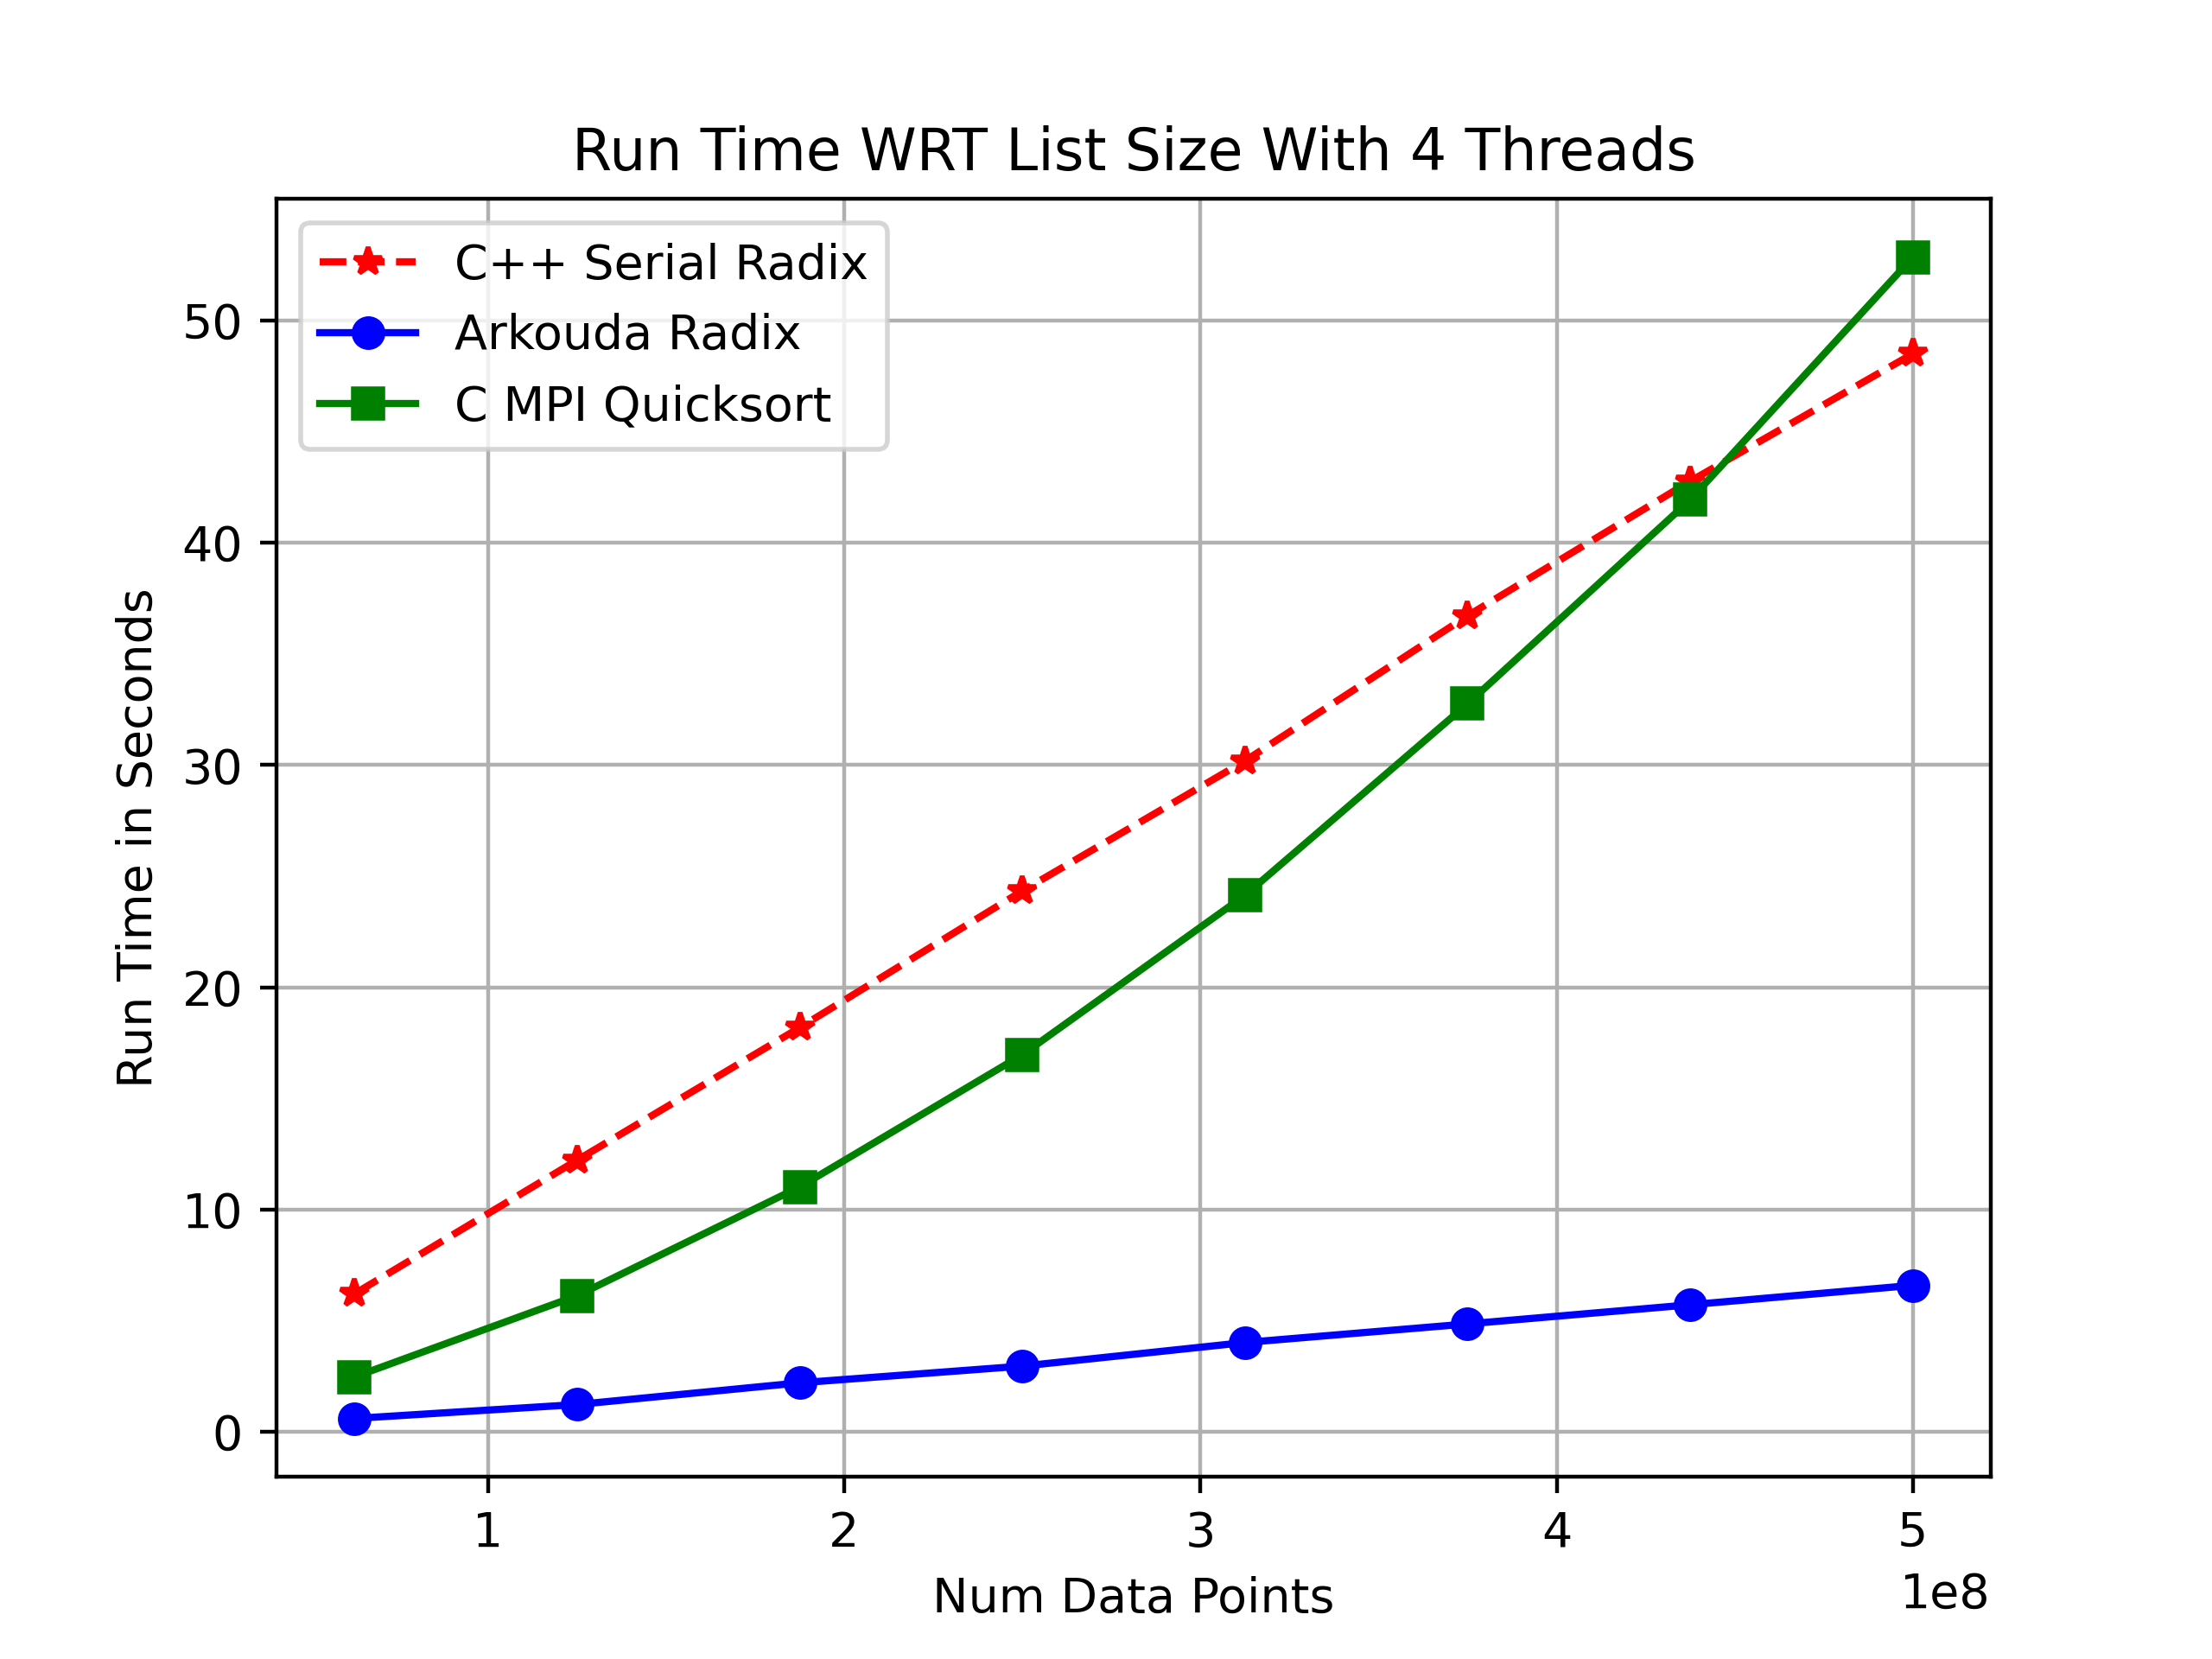 Run Time WRT List Size With 4 Threads
C++ Serial Radix
Arkouda Radix
C MPI Quicksort
50
40
30
20
10
0
Run Time in Seconds
1 2 3 4 5
1e8
Num Data Points